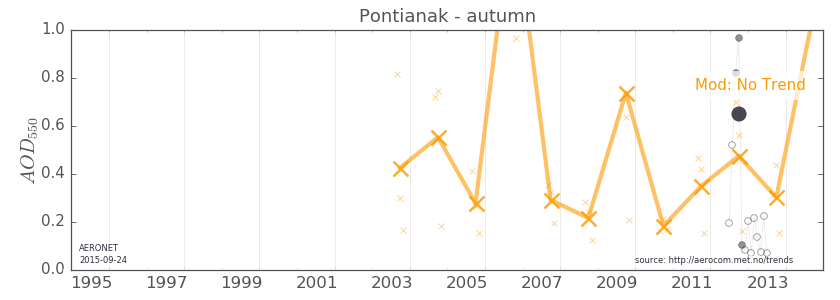 Pontianak - autumn
1.0
0.8
0.6
0.4
0.2
0.0
AOD550
Mod: No Trend
AERONET
2015-09-24
source: http://aerocom.met.no/trends
1995 1997 1999 2001 2003 2005 2007 2009 2011 2013